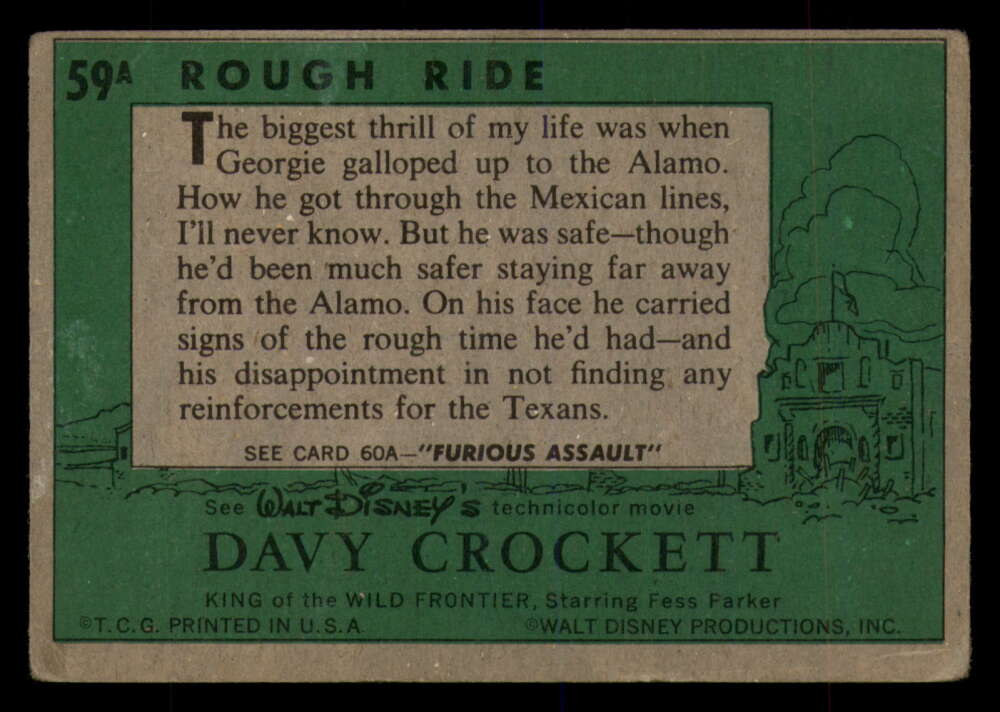 59A ROUGH RIDE
The biggest thrill of my life was when
Georgie galloped up to the Alamo.
How he got through the Mexican lines,
I'll never know. But he was safe—though
he'd been much safer staying far away
from the Alamo. On his face he carried
signs of the rough time he'd had—and
his disappointment in not finding any
reinforcements for the Texans.
SEE CARD 60A—"FURIOUS ASSAULT"
See WALT DISNEY'S technicolor movie
DAVY CROCKETT
KING of the WILD FRONTIER, Starring Fess Parker
©T.C.G. PRINTED IN U.S.A. ©WALT DISNEY PRODUCTIONS, INC.